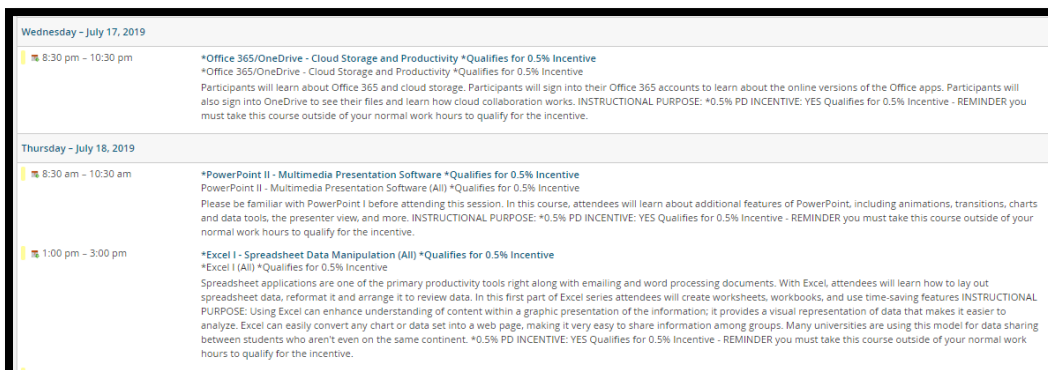 Wednesday – July 17, 2019
8:30 pm – 10:30 pm
*Office 365/OneDrive - Cloud Storage and Productivity *Qualifies for 0.5% Incentive
*Office 365/OneDrive - Cloud Storage and Productivity *Qualifies for 0.5% Incentive
Participants will learn about Office 365 and cloud storage. Participants will sign into their Office 365 accounts to learn about the online versions of the Office apps. Participants will
also sign into OneDrive to see their files and learn how cloud collaboration works. INSTRUCTIONAL PURPOSE: *0.5% PD INCENTIVE: YES Qualifies for 0.5% Incentive - REMINDER you
must take this course outside of your normal work hours to qualify for the incentive.
Thursday – July 18, 2019
8:30 am – 10:30 am
*PowerPoint II - Multimedia Presentation Software *Qualifies for 0.5% Incentive
PowerPoint II - Multimedia Presentation Software (All) *Qualifies for 0.5% Incentive
Please be familiar with PowerPoint I before attending this session. In this course, attendees will learn about additional features of PowerPoint, including animations, transitions, charts
and data tools, the presenter view, and more. INSTRUCTIONAL PURPOSE: *0.5% PD INCENTIVE: YES Qualifies for 0.5% Incentive - REMINDER you must take this course outside of your
normal work hours to qualify for the incentive.
1:00 pm – 3:00 pm
*Excel I - Spreadsheet Data Manipulation (All) *Qualifies for 0.5% Incentive
*Excel I (All) *Qualifies for 0.5% Incentive
Spreadsheet applications are one of the primary productivity tools right along with emailing and word processing documents. With Excel, attendees will learn how to lay out
spreadsheet data, reformat it and arrange it to review data. In this first part of Excel series attendees will create worksheets, workbooks, and use time-saving features INSTRUCTIONAL
PURPOSE: Using Excel can enhance understanding of content within a graphic presentation of the information; it provides a visual representation of data that makes it easier to
analyze. Excel can easily convert any chart or data set into a web page, making it very easy to share information among groups. Many universities are using this model for data sharing
between students who aren't even on the same continent. *0.5% PD INCENTIVE: YES Qualifies for 0.5% Incentive - REMINDER you must take this course outside of your normal work
hours to qualify for the incentive.